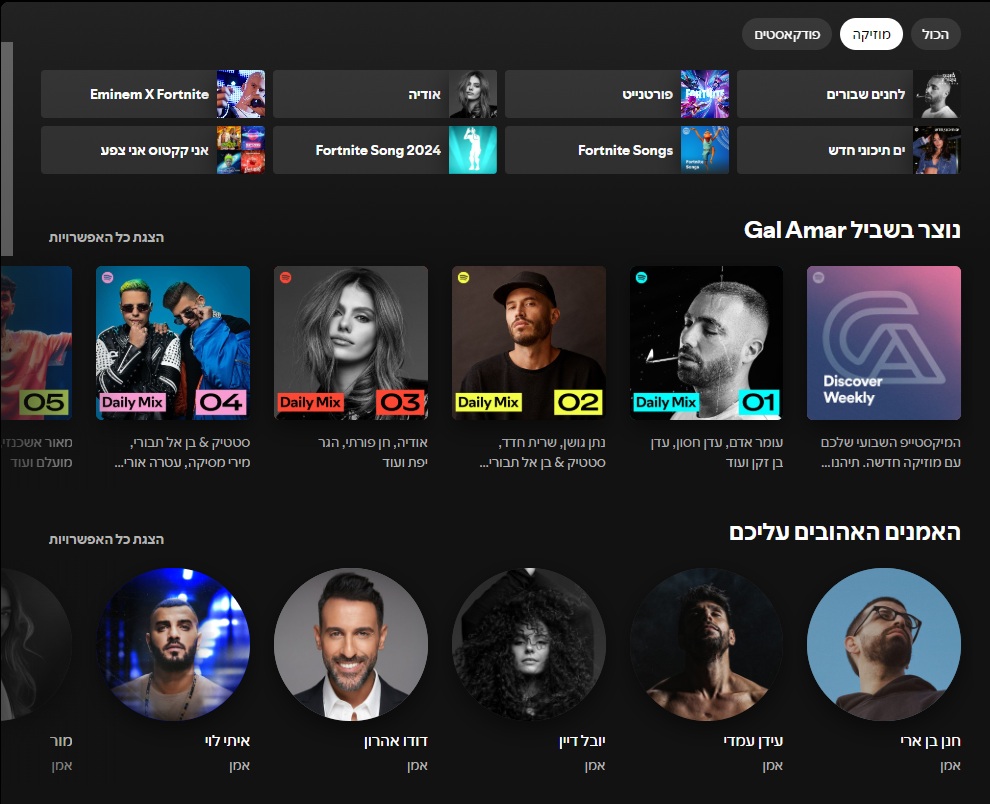 הכול
מוזיקה
פודקאסטים
לחנים שבורים
פורטנייט
אודיה
Eminem X Fortnite
ים תיכוני חדש
Fortnite Songs
Fortnite Song 2024
אני קקטוס אני צפע
נוצר בשביל Gal Amar
הצגת כל האפשרויות
Discover
Weekly
Daily Mix 01
Daily Mix 02
Daily Mix 03
Daily Mix 04
05
המיקסטייפ השבועי שלכם
עם מוזיקה חדשה. תיהנו...
עומר אדם, עדן חסון, עדן
בן זקן ועוד
נתן גושן, שרית חדד,
סטטיק & בן אל תבורי...
אודיה, חן פורתי, הגר
יפת ועוד
סטטיק & בן אל תבורי,
מירי מסיקה, עטרה אורי...
מאור אשכנזי,
מועלם ועוד
האמנים האהובים עליכם
הצגת כל האפשרויות
חנן בן ארי
אמן
עידן עמדי
אמן
יובל דיין
אמן
דודו אהרון
אמן
איתי לוי
אמן
מור
אמן